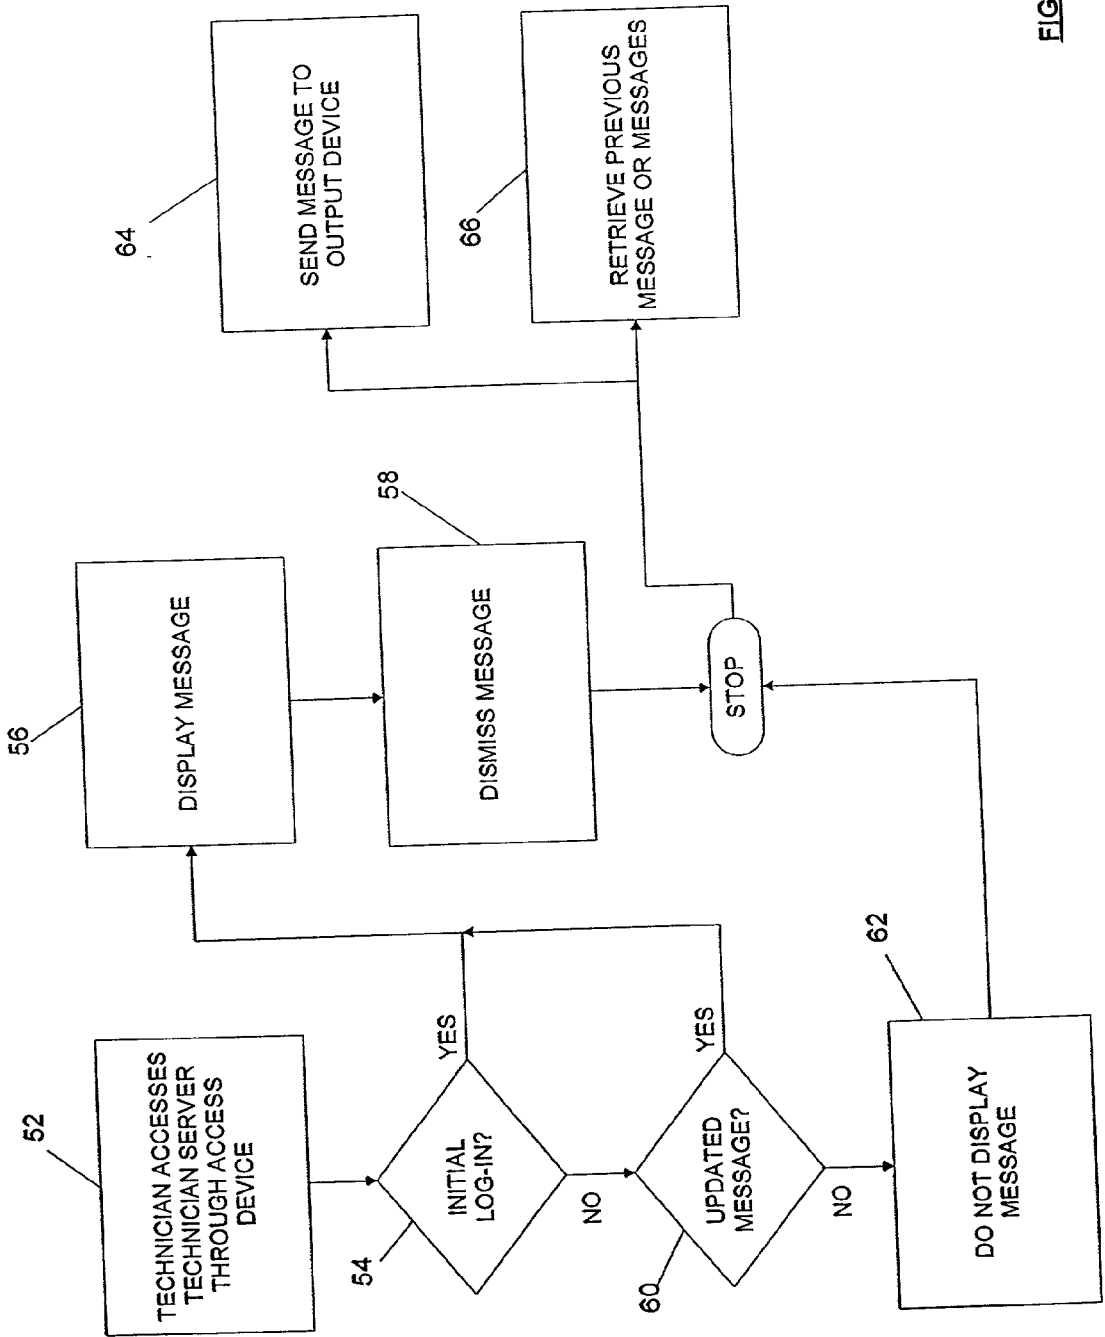 52
TECHNICIAN ACCESSES
TECHNICIAN SERVER
THROUGH ACCESS
DEVICE
54
INITIAL
LOG-IN?
YES
NO
60
UPDATED
MESSAGE?
YES
NO
62
DO NOT DISPLAY
MESSAGE
56
DISPLAY MESSAGE
58
DISMISS MESSAGE
STOP
64
SEND MESSAGE TO
OUTPUT DEVICE
66
RETRIEVE PREVIOUS
MESSAGE OR MESSAGES
FIG